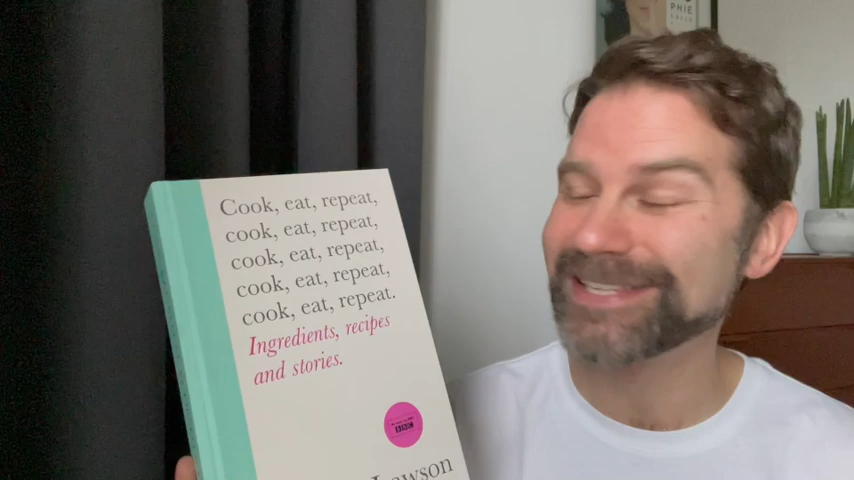 PHIE
Cook, eat, repeat,
cook, eat, repeat,
cook, eat, repeat,
cook, eat, repeat,
cook, eat, repeat.
Ingredients, recipes
and stories.
BBC
Lawson